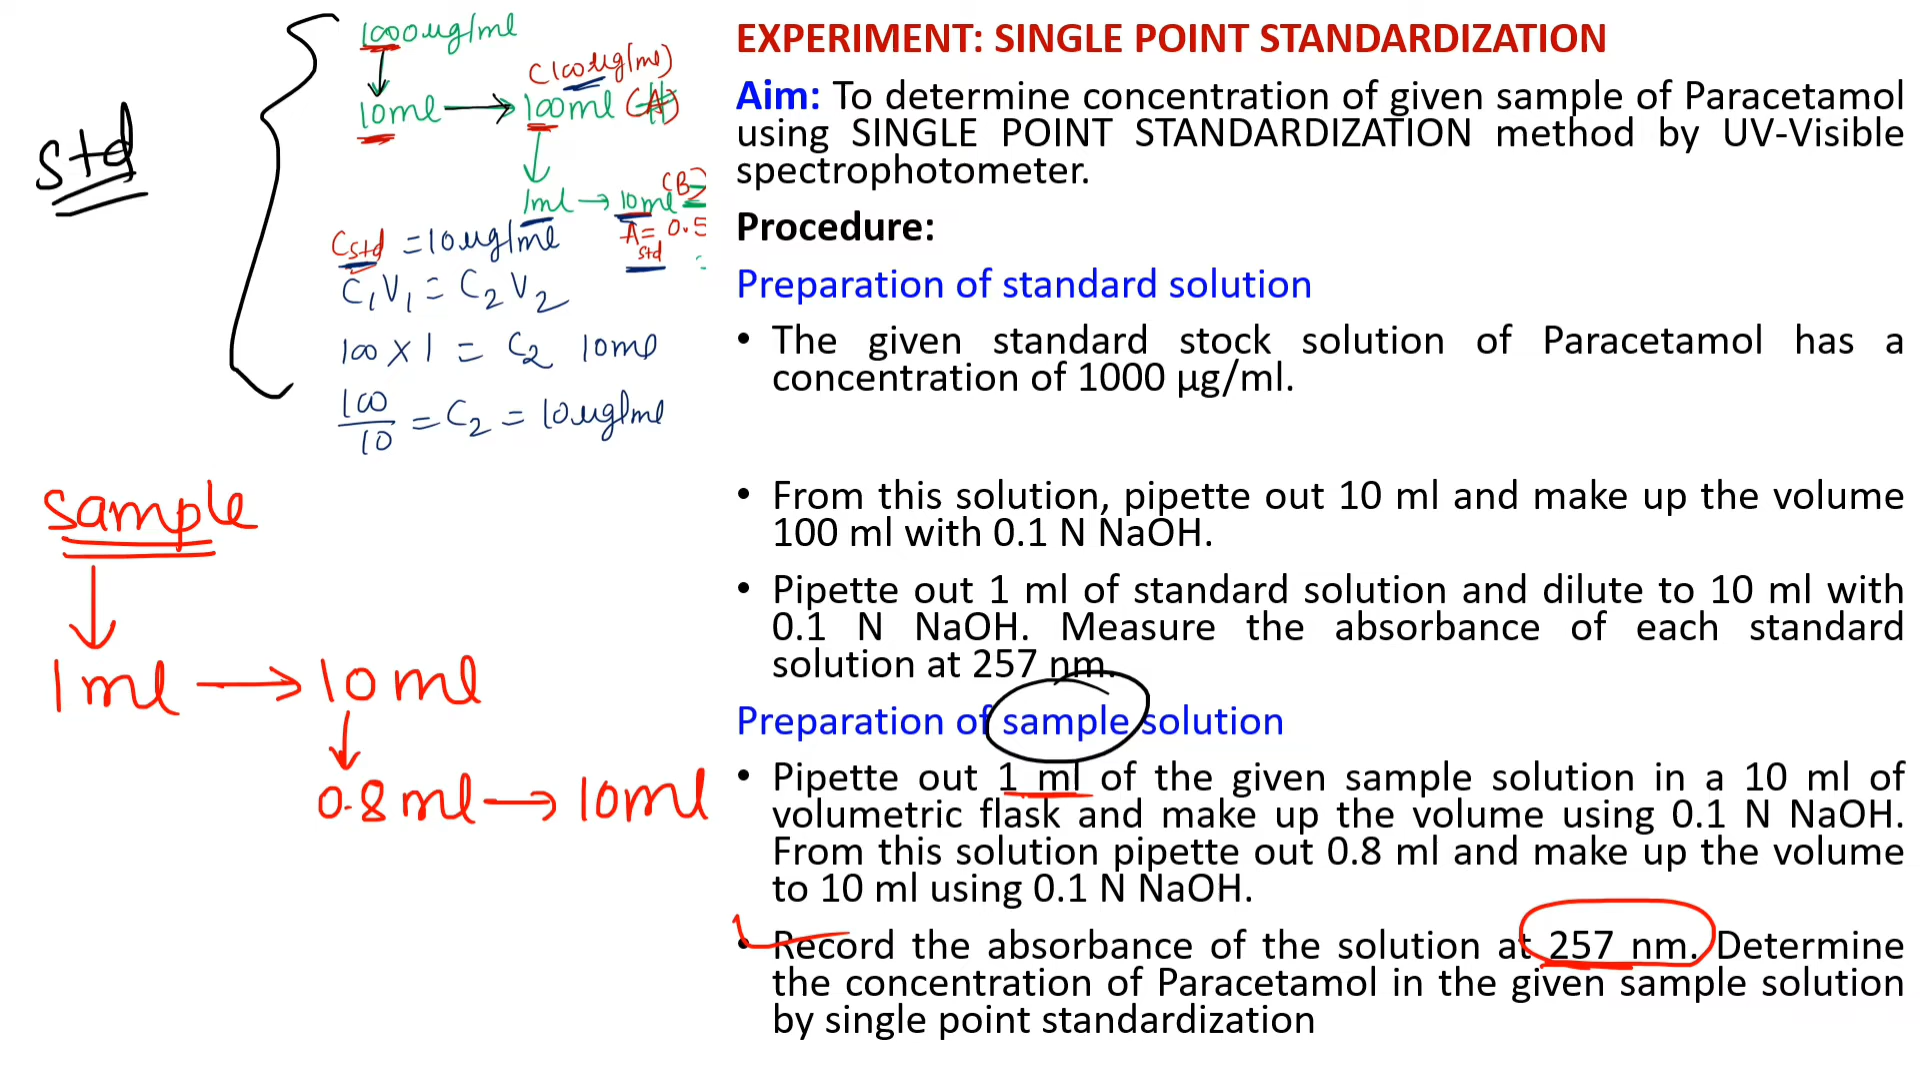 std
1000ug/ml
C100ug/ml)
10ml → 100ml (A)
1ml → 10ml (B)
Cstd = 10ug/ml
A = 0.5
std
C₁V₁ = C₂V₂
100 x 1 = C₂ 10ml
100/10 = C₂ = 10ug/ml
sample
1ml → 10ml
0.8ml → 10ml
EXPERIMENT: SINGLE POINT STANDARDIZATION
Aim: To determine concentration of given sample of Paracetamol
using SINGLE POINT STANDARDIZATION method by UV-Visible
spectrophotometer.
Procedure:
Preparation of standard solution
• The given standard stock solution of Paracetamol has a
concentration of 1000 µg/ml.
• From this solution, pipette out 10 ml and make up the volume
100 ml with 0.1 N NaOH.
• Pipette out 1 ml of standard solution and dilute to 10 ml with
0.1 N NaOH. Measure the absorbance of each standard
solution at 257 nm.
Preparation of sample solution
• Pipette out 1 ml of the given sample solution in a 10 ml of
volumetric flask and make up the volume using 0.1 N NaOH.
From this solution pipette out 0.8 ml and make up the volume
to 10 ml using 0.1 N NaOH.
• Record the absorbance of the solution at 257 nm. Determine
the concentration of Paracetamol in the given sample solution
by single point standardization